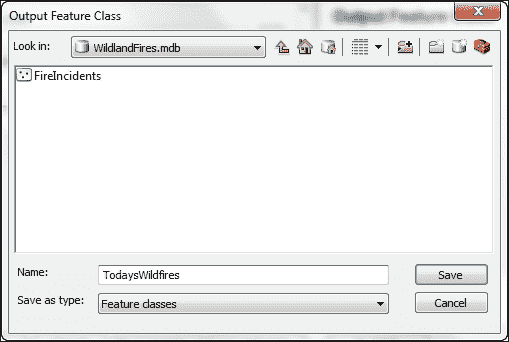 Output Feature Class
Look in: WildlandFires.mdb
FireIncidents
Name: TodaysWildfires
Save
Save as type: Feature classes
Cancel